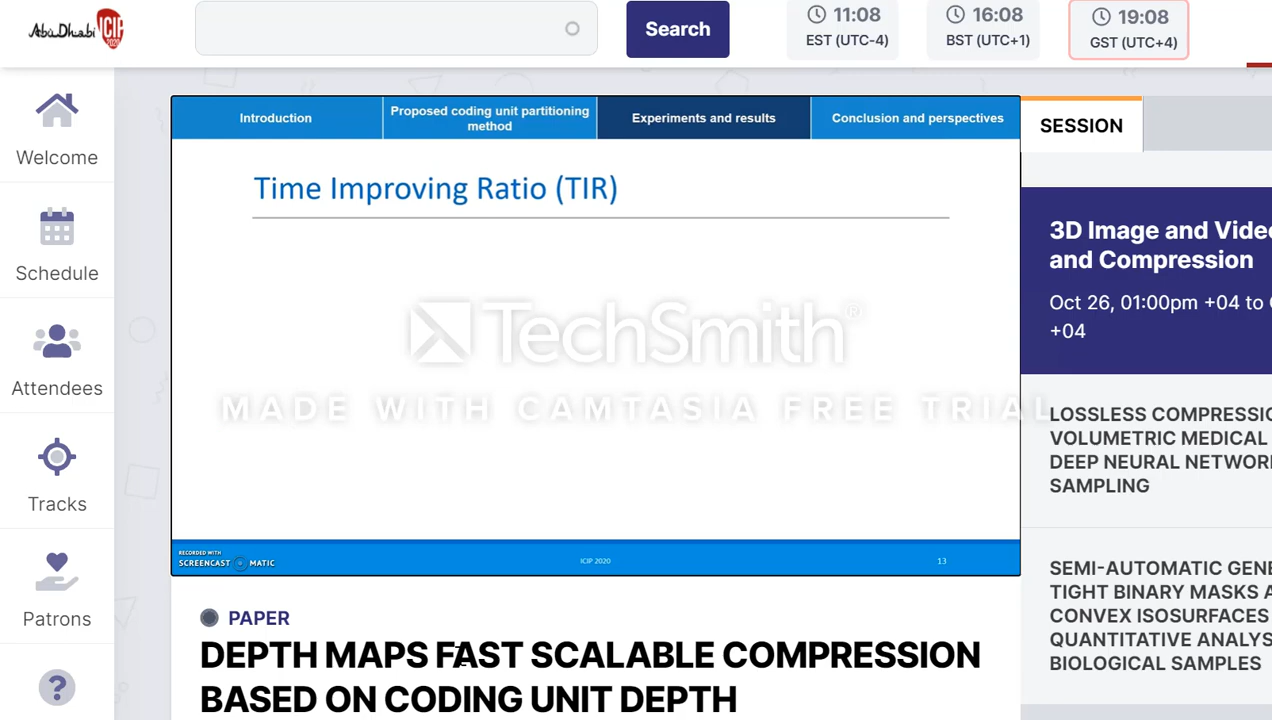 Abu Dhabi ICIP 2020
Search
11:08
EST (UTC-4)
16:08
BST (UTC+1)
19:08
GST (UTC+4)
Welcome
Schedule
Attendees
Tracks
Patrons
?
Introduction
Proposed coding unit partitioning
method
Experiments and results
Conclusion and perspectives
Time Improving Ratio (TIR)
TechSmith®
MADE WITH CAMTASIA FREE TRIAL
RECORDED WITH
SCREENCAST MATIC
ICIP 2020
13
PAPER
DEPTH MAPS FAST SCALABLE COMPRESSION
BASED ON CODING UNIT DEPTH
SESSION
3D Image and Vide
and Compression
Oct 26, 01:00pm +04 to
+04
LOSSLESS COMPRESSIO
VOLUMETRIC MEDICAL
DEEP NEURAL NETWOR
SAMPLING
SEMI-AUTOMATIC GENE
TIGHT BINARY MASKS A
CONVEX ISOSURFACES
QUANTITATIVE ANALYS
BIOLOGICAL SAMPLES